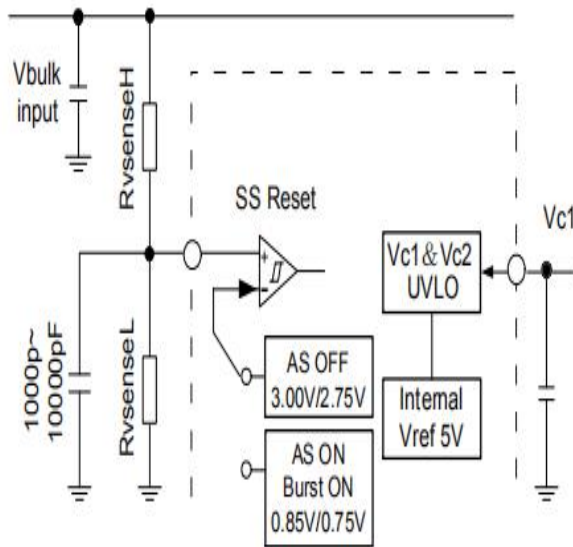 Vbulk
input
RvsenseH
SS Reset
+
-
Vc1
Vc1&Vc2
UVLO
1000p~
10000pF
RvsenseL
AS OFF
3.00V/2.75V
Internal
Vref 5V
AS ON
Burst ON
0.85V/0.75V